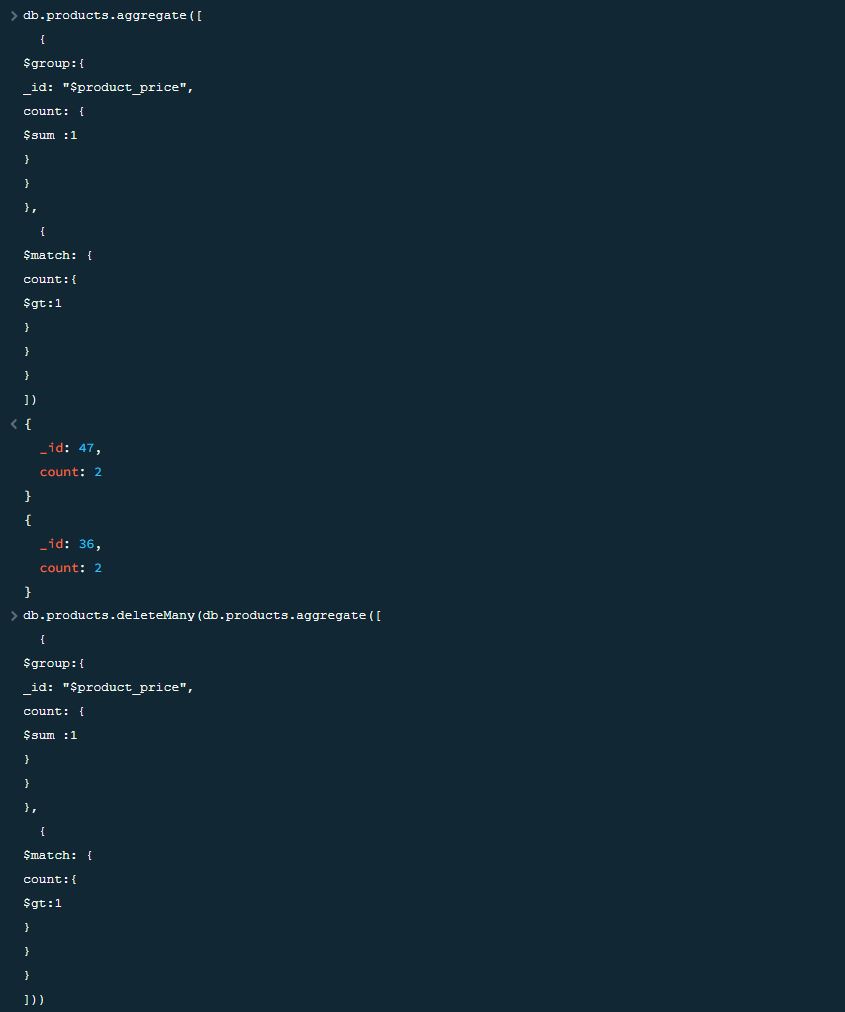 > db.products.aggregate([
{
$group:{
_id: "$product_price",
count: {
$sum :1
}
}
},
{
$match: {
count:{
$gt:1
}
}
}
])
< {
_id: 47,
count: 2
}
{
_id: 36,
count: 2
}
> db.products.deleteMany(db.products.aggregate([
{
$group:{
_id: "$product_price",
count: {
$sum :1
}
}
},
{
$match: {
count:{
$gt:1
}
}
}
]))